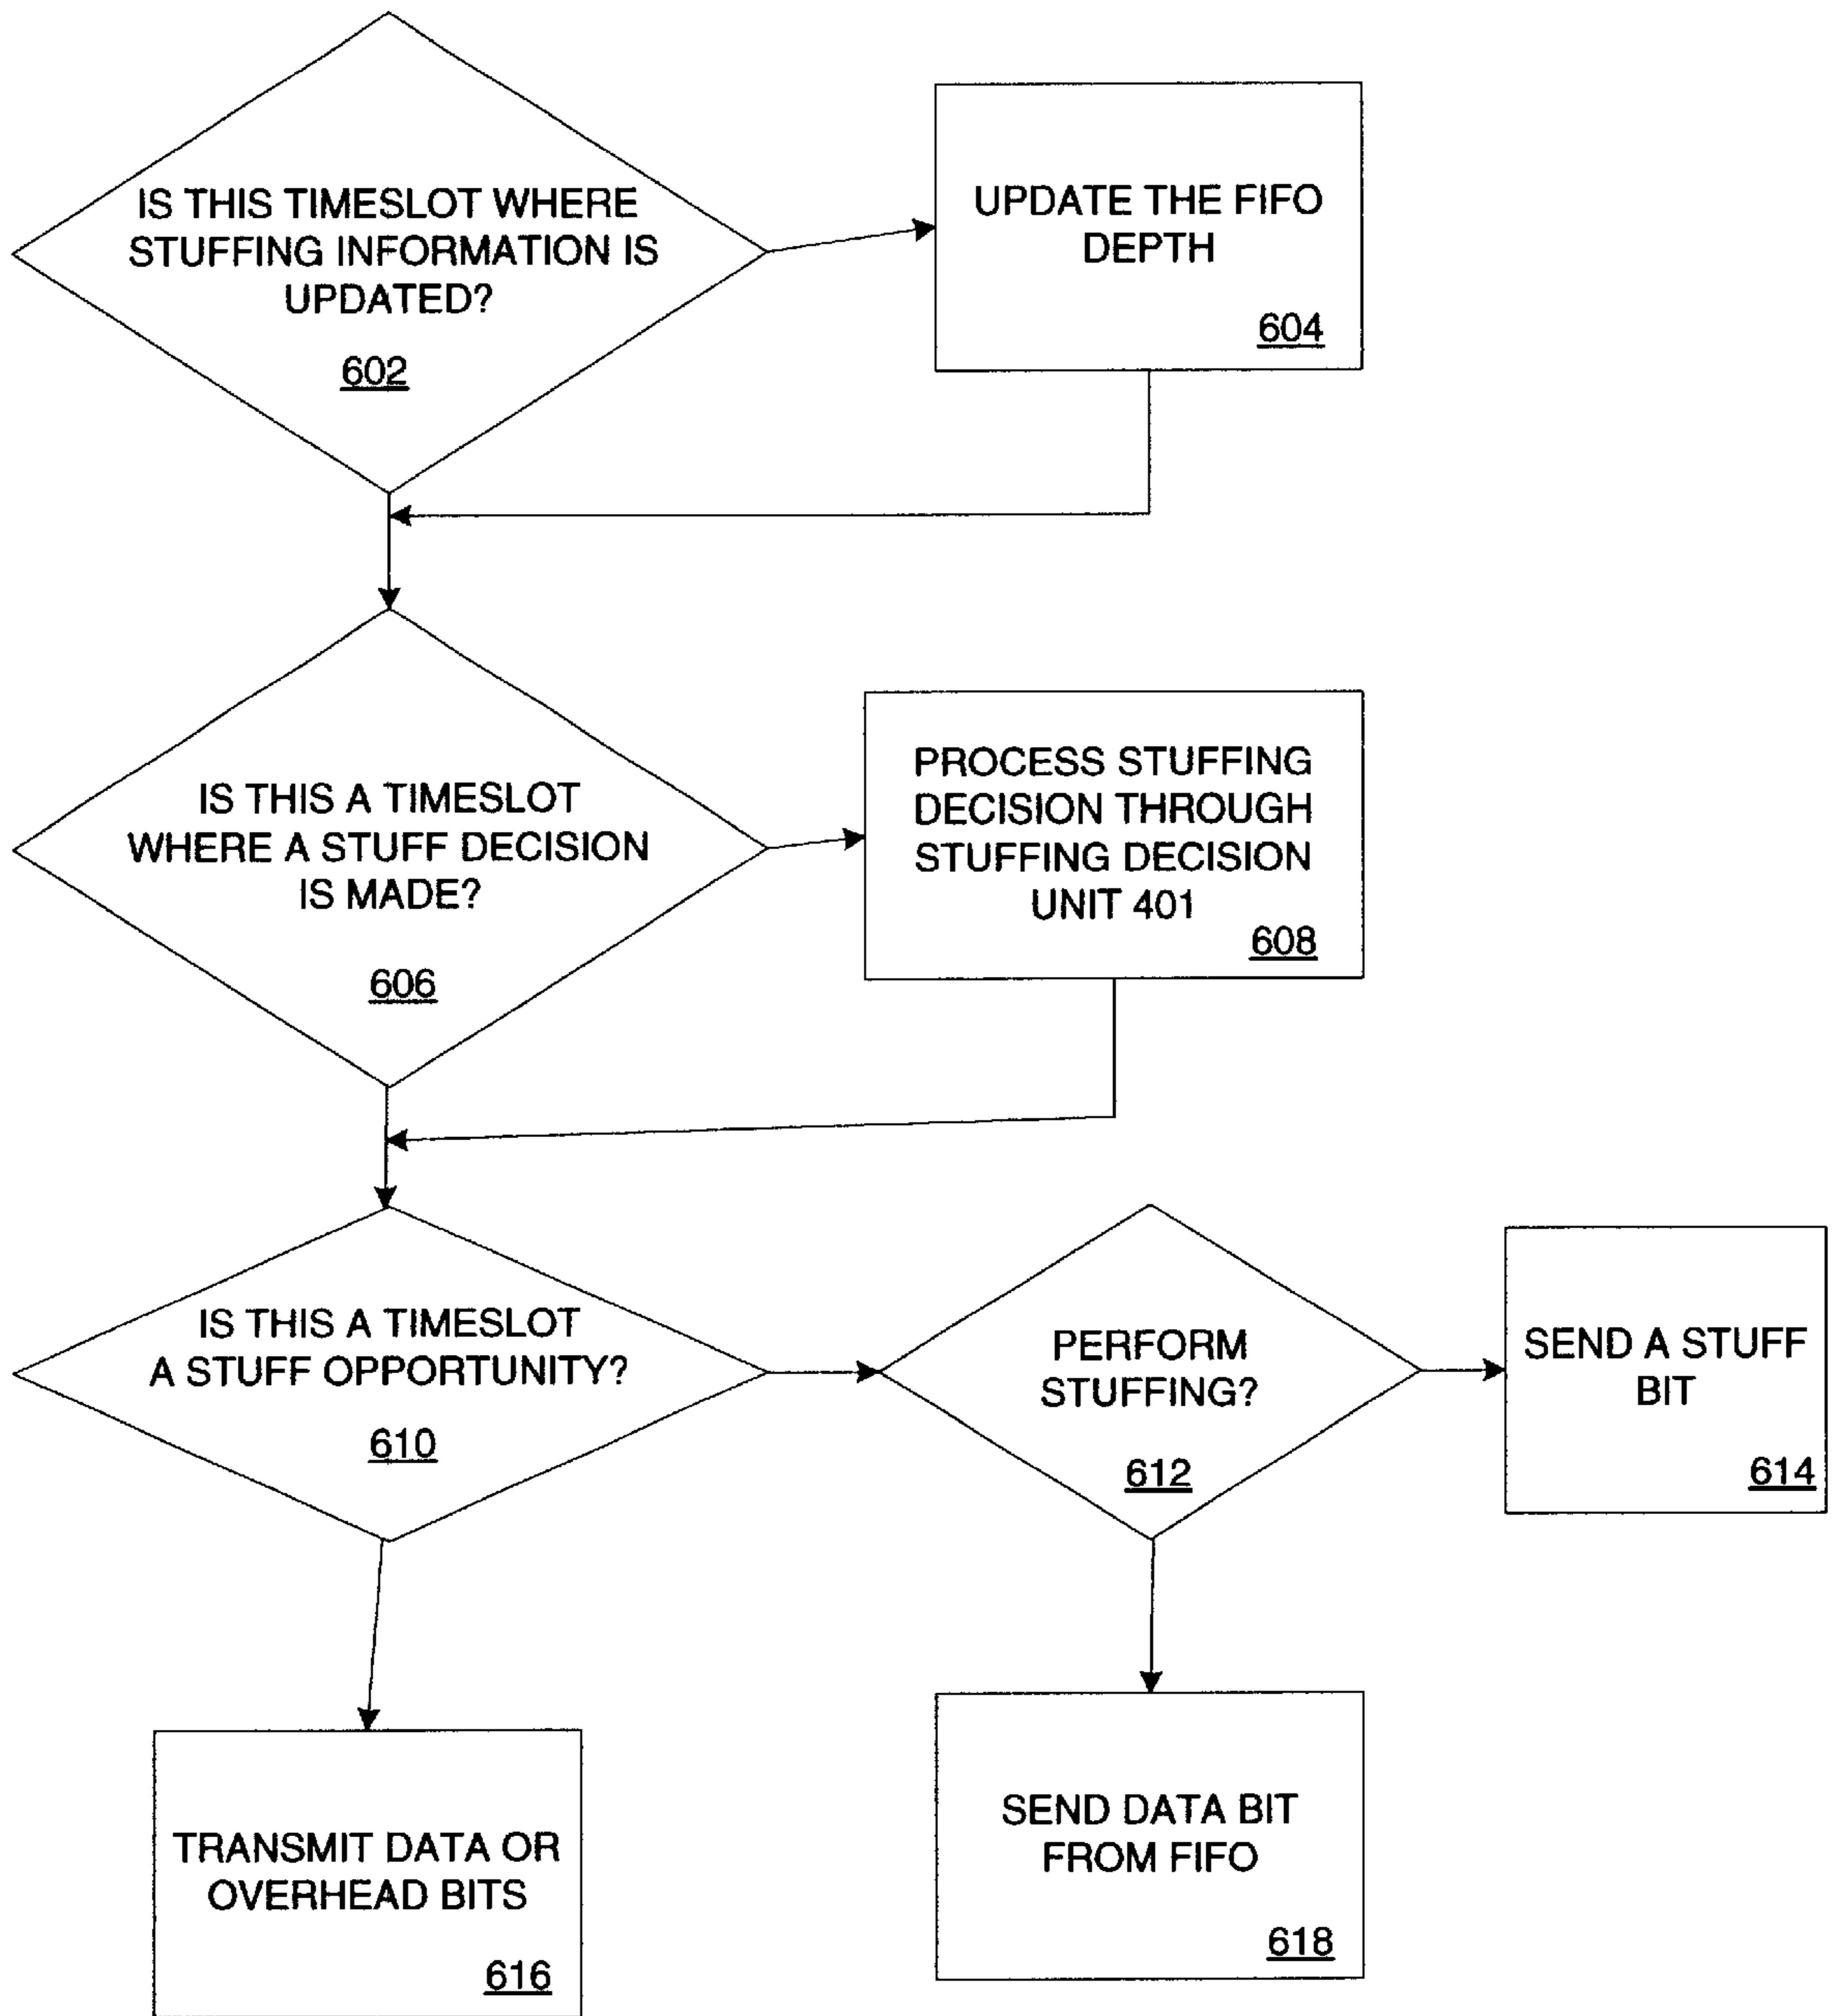 IS THIS TIMESLOT WHERE
STUFFING INFORMATION IS
UPDATED?
602
UPDATE THE FIFO
DEPTH
604
IS THIS A TIMESLOT
WHERE A STUFF DECISION
IS MADE?
606
PROCESS STUFFING
DECISION THROUGH
STUFFING DECISION
UNIT 401
608
IS THIS A TIMESLOT
A STUFF OPPORTUNITY?
610
PERFORM
STUFFING?
612
SEND A STUFF
BIT
614
TRANSMIT DATA OR
OVERHEAD BITS
616
SEND DATA BIT
FROM FIFO
618